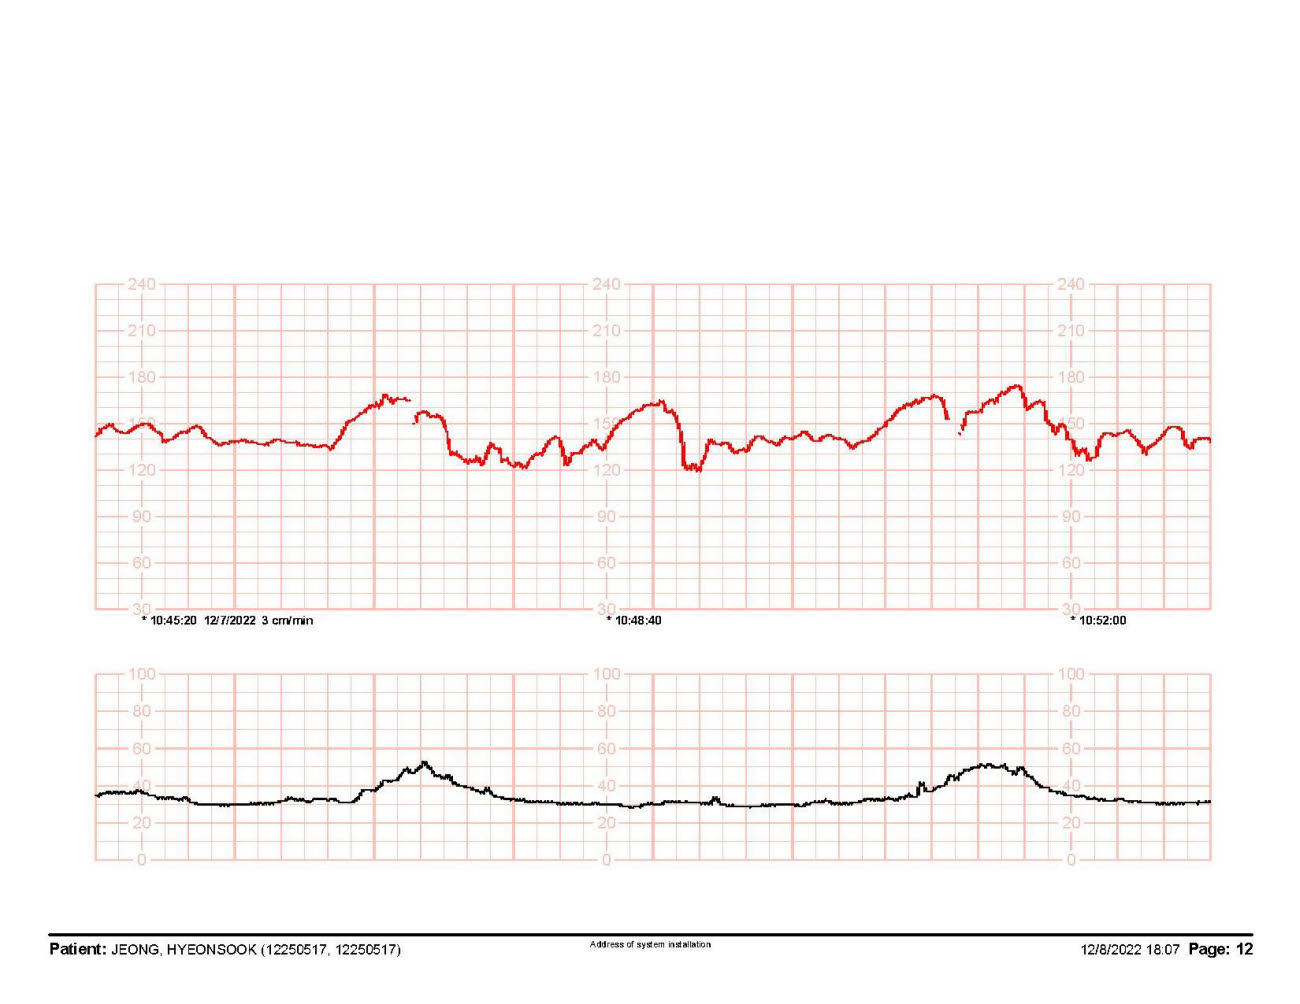 240 240 240
210 210 210
180 180 180
150 150 150
120 120 120
90 90 90
60 60 60
30 30 30
* 10:45:20 12/7/2022 3 cm/min * 10:48:40 * 10:52:00
100 100 100
80 80 80
60 60 60
40 40 40
20 20 20
0 0 0
Patient: JEONG, HYEONSOOK (12250517, 12250517) Address of system installation 12/8/2022 18:07 Page: 12